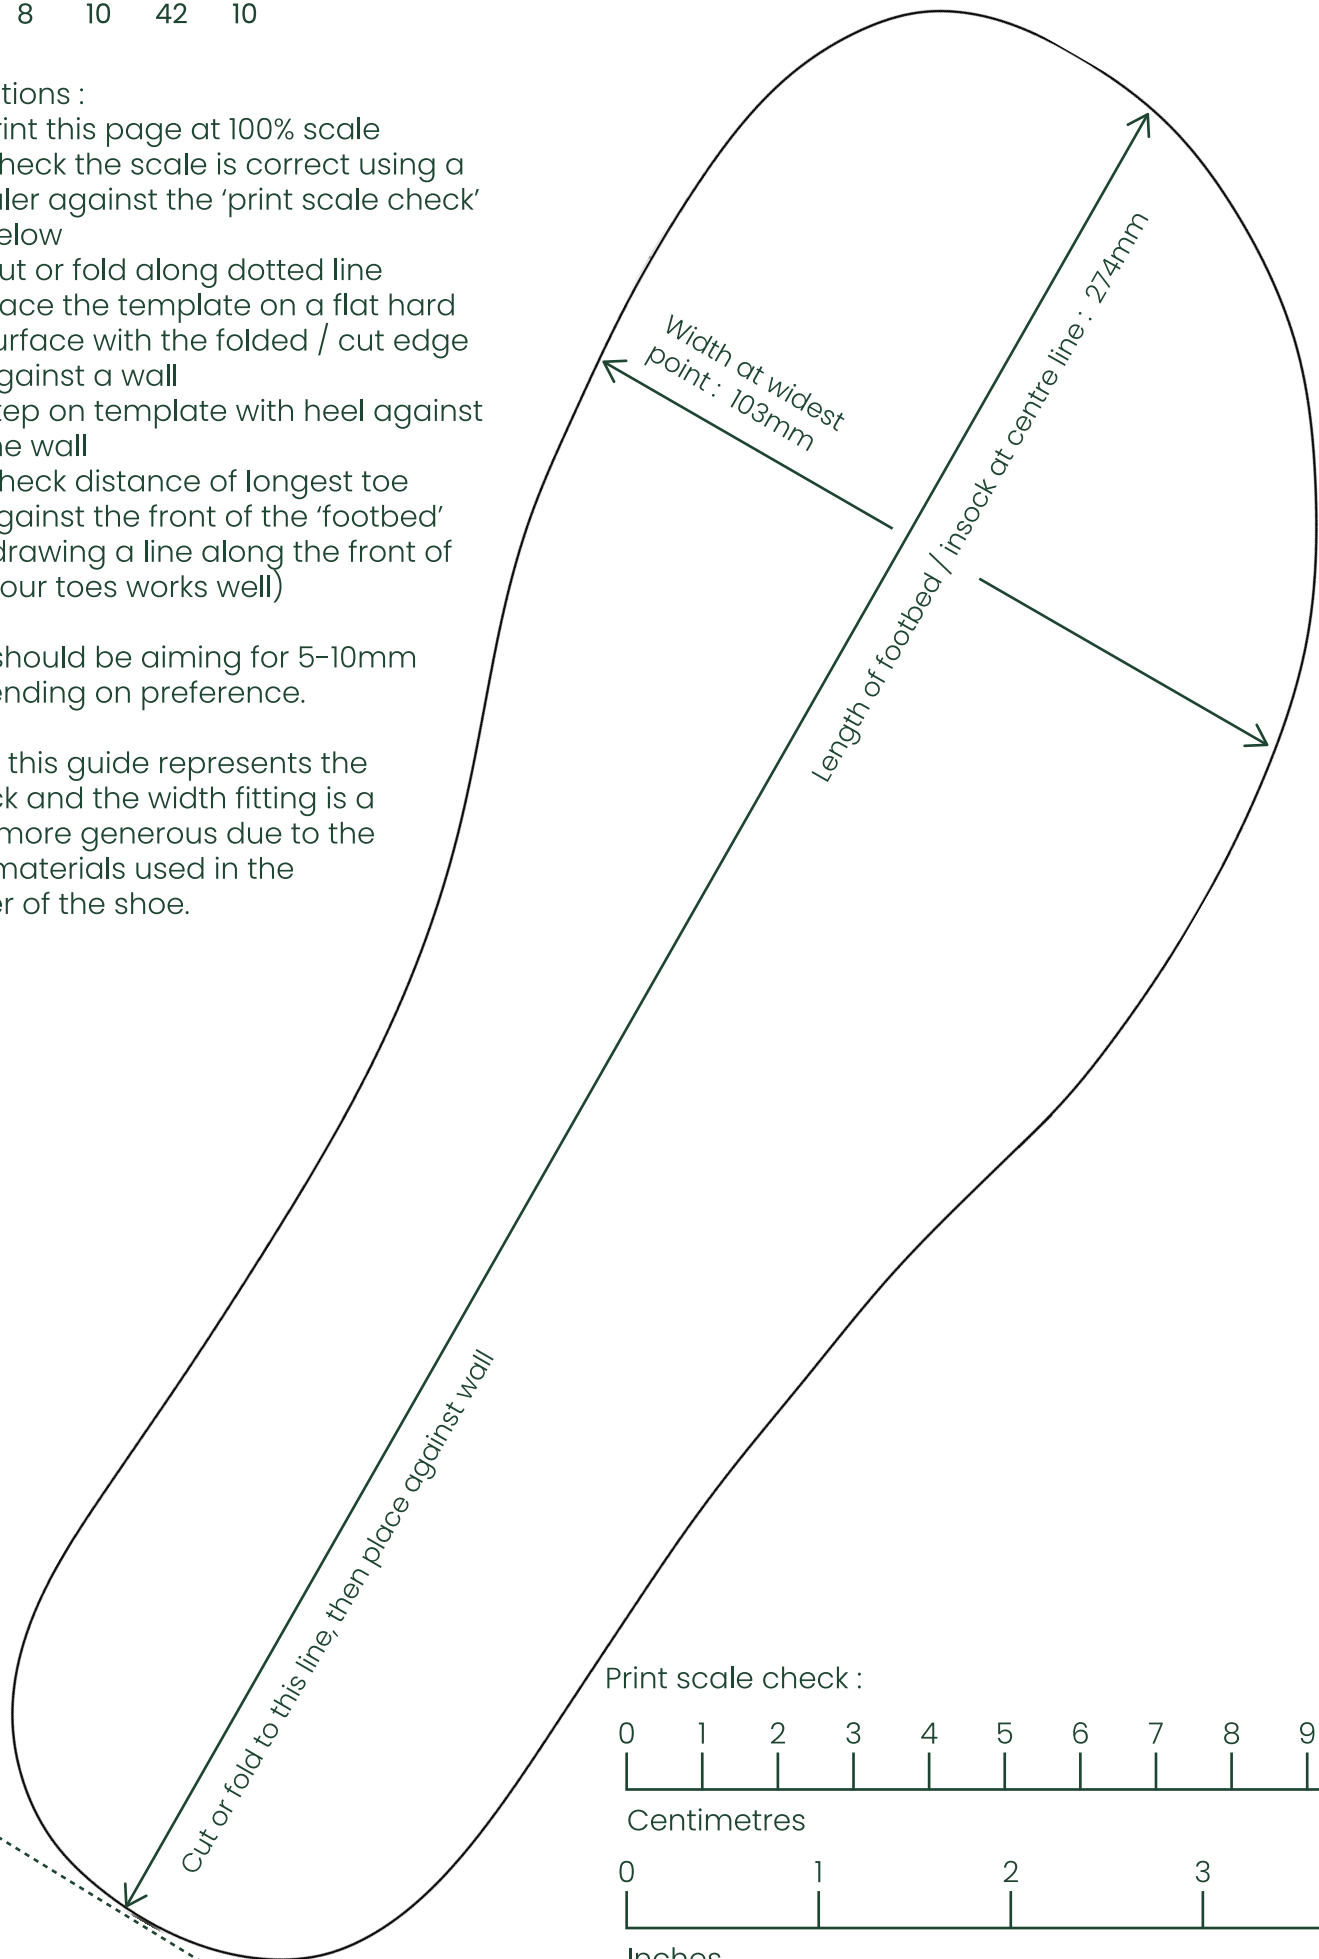 8 10 42 10
tions :
rint this page at 100% scale
heck the scale is correct using a
ler against the ‘print scale check’
elow
ut or fold along dotted line
ace the template on a flat hard
urface with the folded / cut edge
gainst a wall
tep on template with heel against
he wall
heck distance of longest toe
gainst the front of the ‘footbed’
drawing a line along the front of
our toes works well)
should be aiming for 5-10mm
ending on preference.
this guide represents the
ck and the width fitting is a
more generous due to the
materials used in the
er of the shoe.
Width at widest
point : 103mm
Length of footbed / insock at centre line : 274mm
Cut or fold to this line, then place against wall
Print scale check :
0 1 2 3 4 5 6 7 8 9
Centimetres
0 1 2 3
Inches